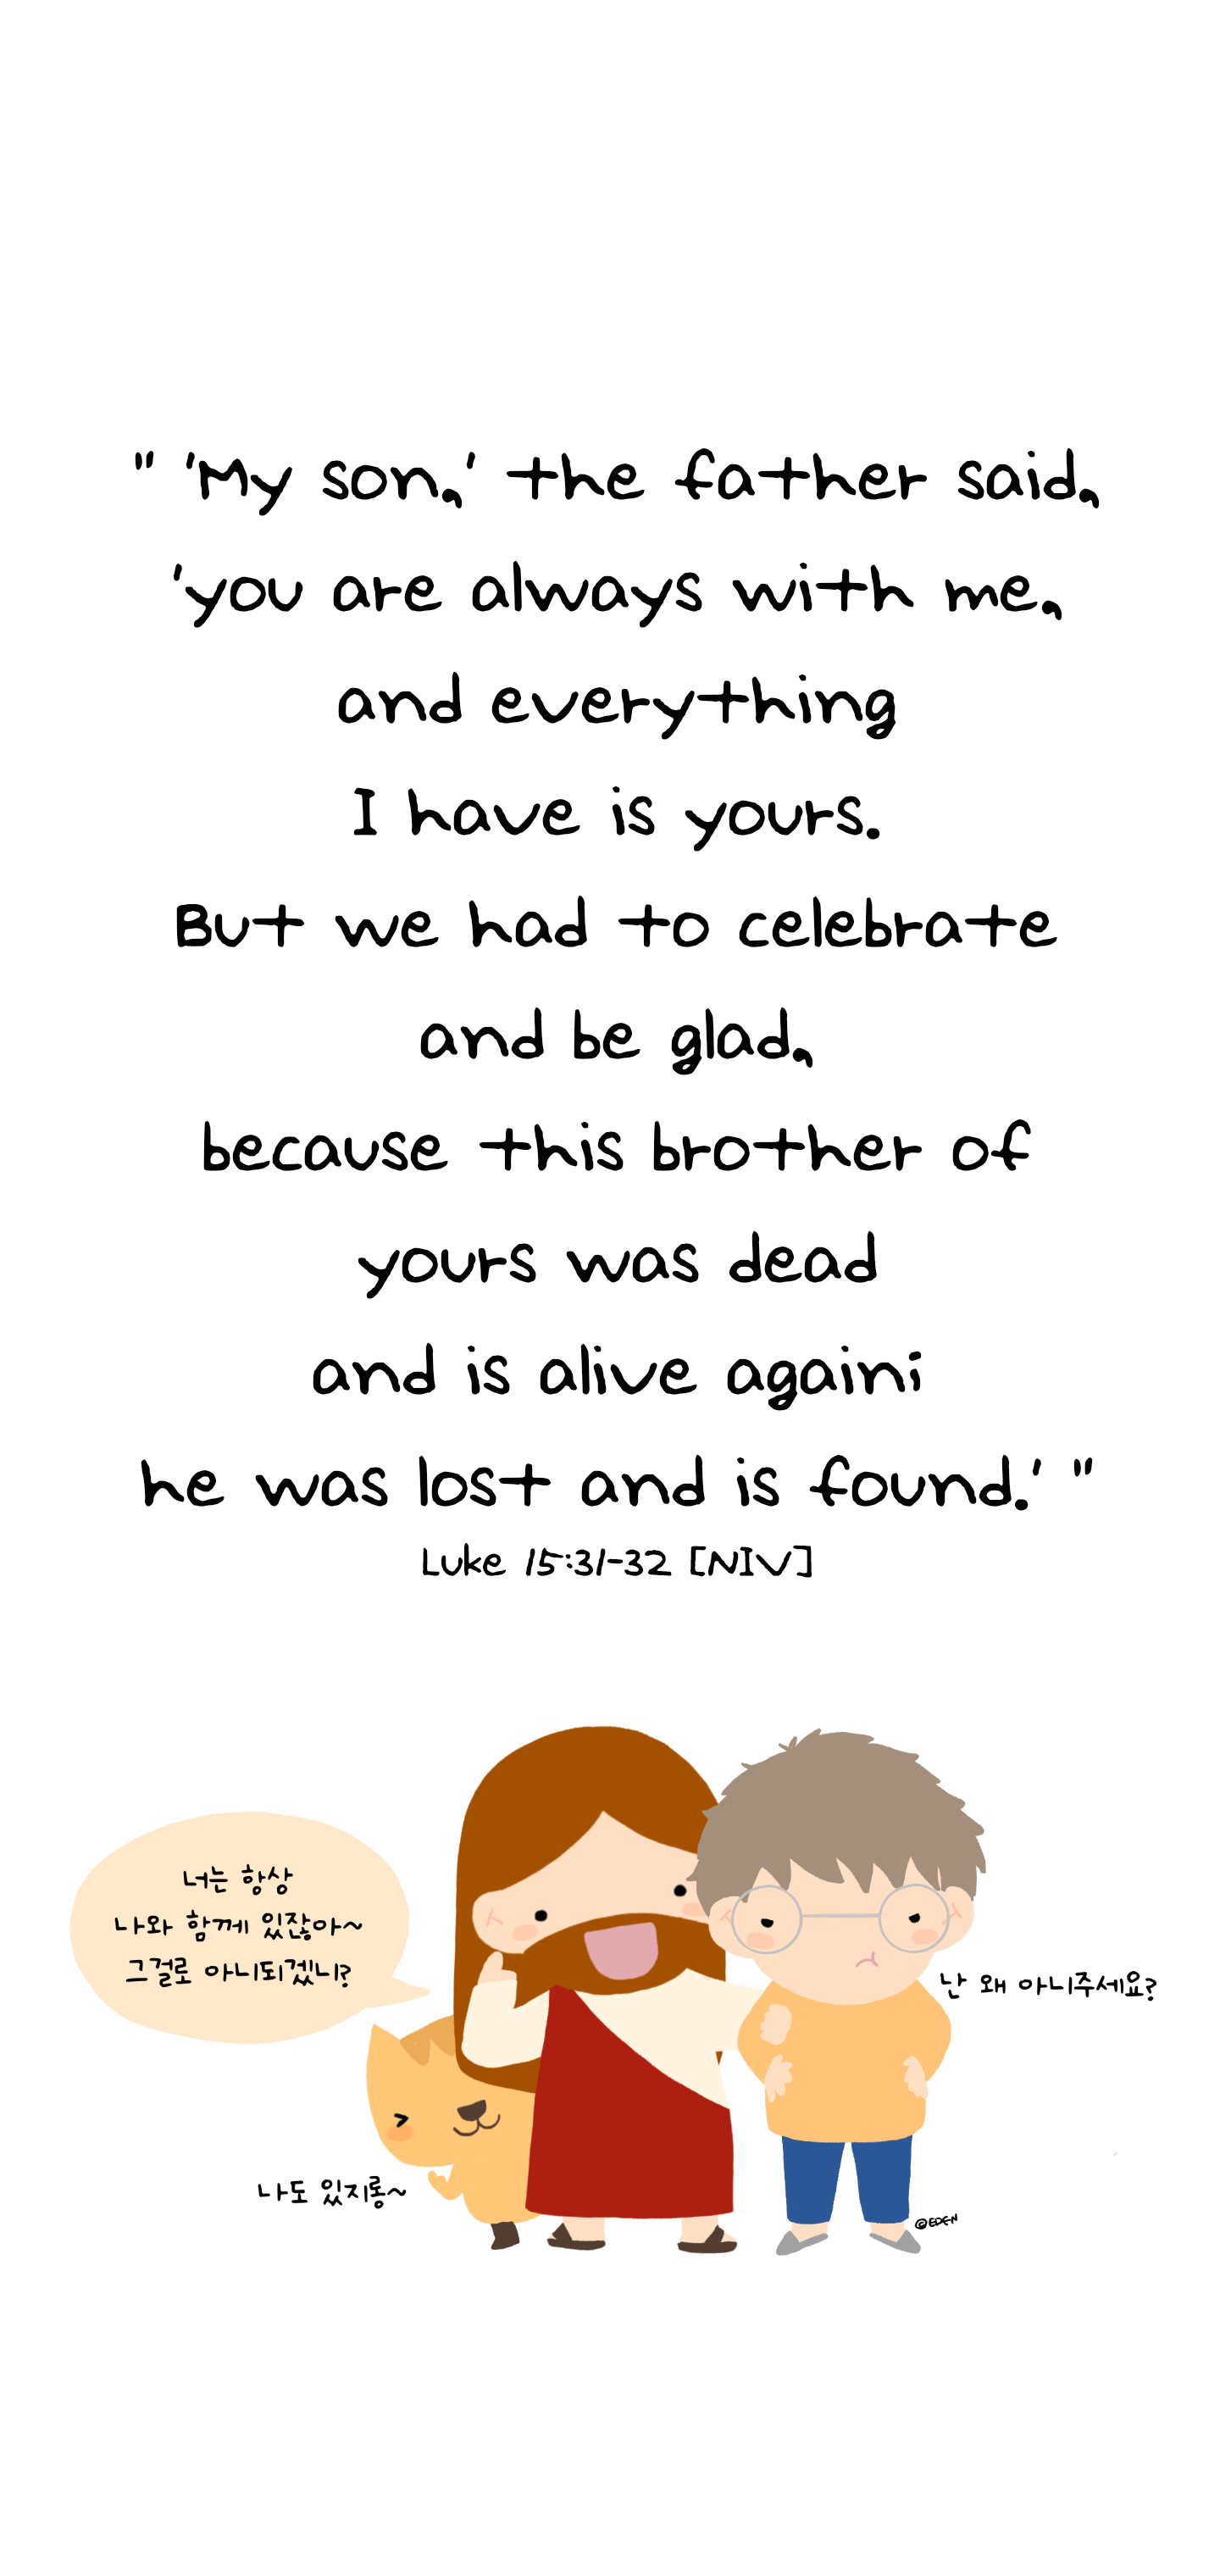 " 'My son,' the father said,
'you are always with me,
and everything
I have is yours.
But we had to celebrate
and be glad,
because this brother of
yours was dead
and is alive again;
he was lost and is found.' "
Luke 15:31-32 [NIV]
너는 항상
나와 함께 있잖아~
그걸로 아니되겠니?
난 왜 아니주세요?
나도 있지롱~
©EDEN